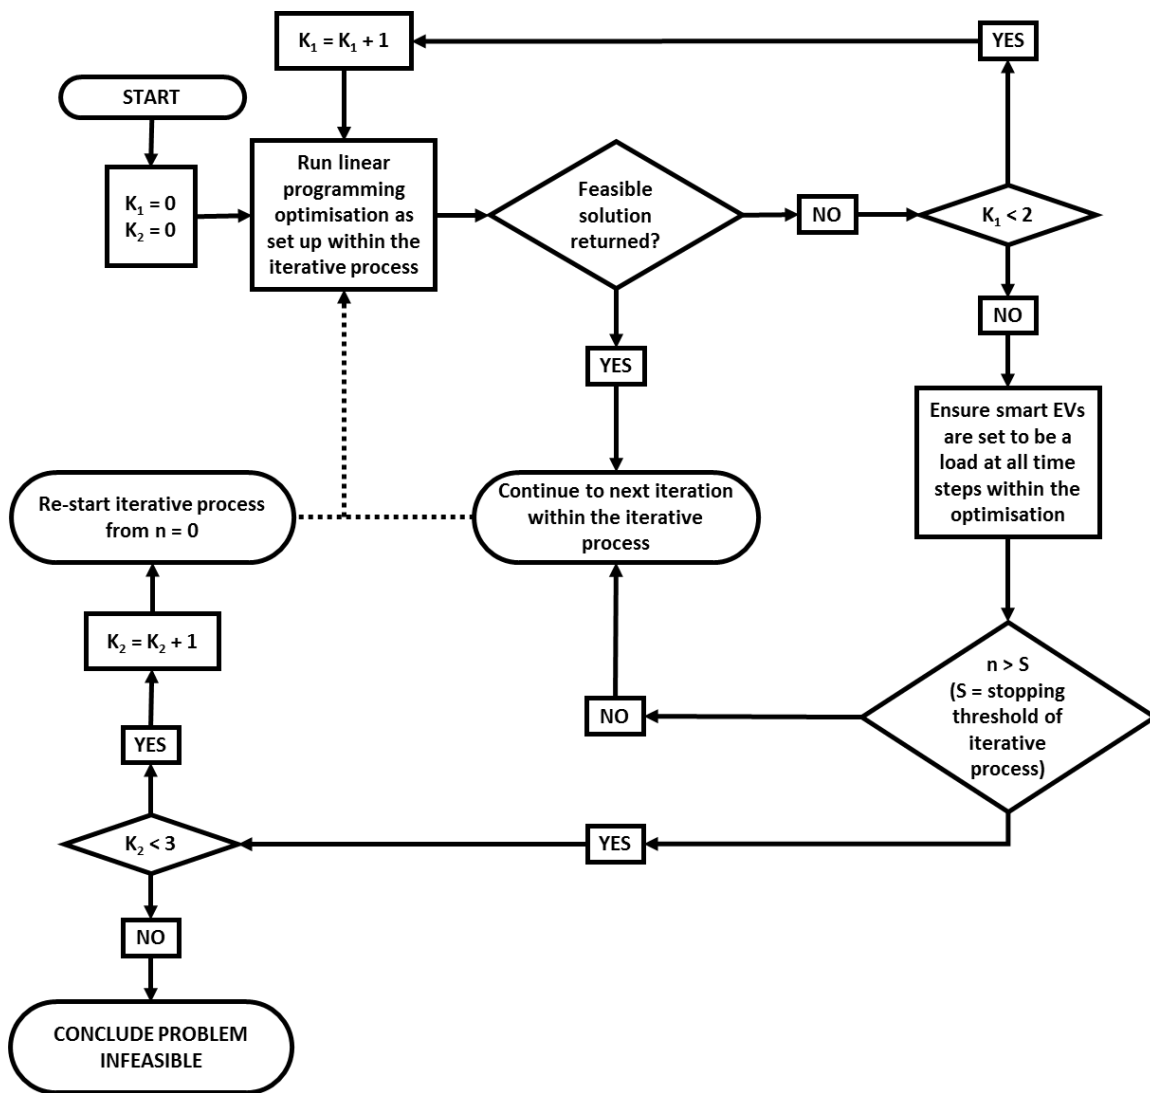 K₁ = K₁ + 1
YES
START
K₁ = 0
K₂ = 0
Run linear
programming
optimisation as
set up within the
iterative process
Feasible
solution
returned?
NO
K₁ < 2
NO
YES
Ensure smart EVs
are set to be a
load at all time
steps within the
optimisation
Re-start iterative process
from n = 0
Continue to next iteration
within the iterative
process
K₂ = K₂ + 1
n > S
(S = stopping
threshold of
iterative
process)
NO
YES
K₂ < 3
YES
NO
CONCLUDE PROBLEM
INFEASIBLE